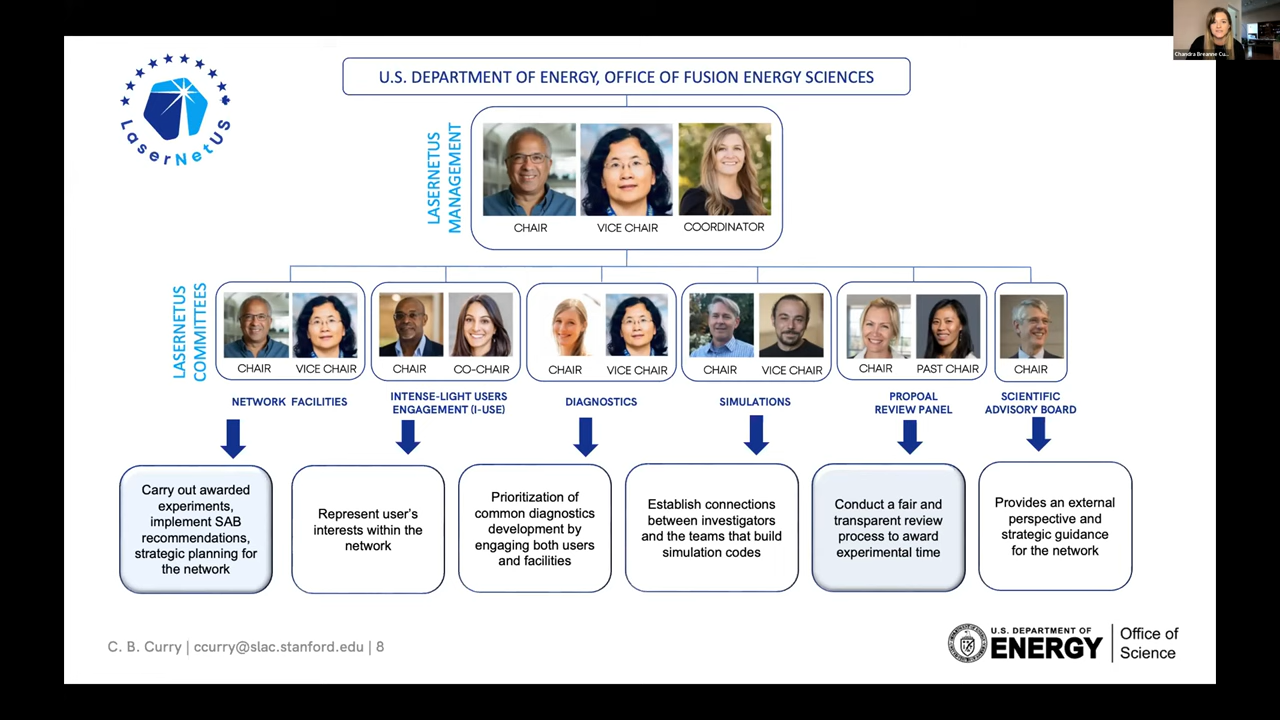 Chandra Breanne Cu...
LaserNetUS
U.S. DEPARTMENT OF ENERGY, OFFICE OF FUSION ENERGY SCIENCES
LASERNETUS
MANAGEMENT
CHAIR
VICE CHAIR
COORDINATOR
LASERNETUS
COMMITTEES
CHAIR
VICE CHAIR
CHAIR
CO-CHAIR
CHAIR
VICE CHAIR
CHAIR
VICE CHAIR
CHAIR
PAST CHAIR
CHAIR
NETWORK FACILITIES
INTENSE-LIGHT USERS
ENGAGEMENT (I-USE)
DIAGNOSTICS
SIMULATIONS
PROPOAL
REVIEW PANEL
SCIENTIFIC
ADVISORY BOARD
Carry out awarded
experiments,
implement SAB
recommendations,
strategic planning for
the network
Represent user's
interests within the
network
Prioritization of
common diagnostics
development by
engaging both users
and facilities
Establish connections
between investigators
and the teams that build
simulation codes
Conduct a fair and
transparent review
process to award
experimental time
Provides an external
perspective and
strategic guidance
for the network
C. B. Curry | ccurry@slac.stanford.edu | 8
U.S. DEPARTMENT OF
ENERGY
Office of
Science